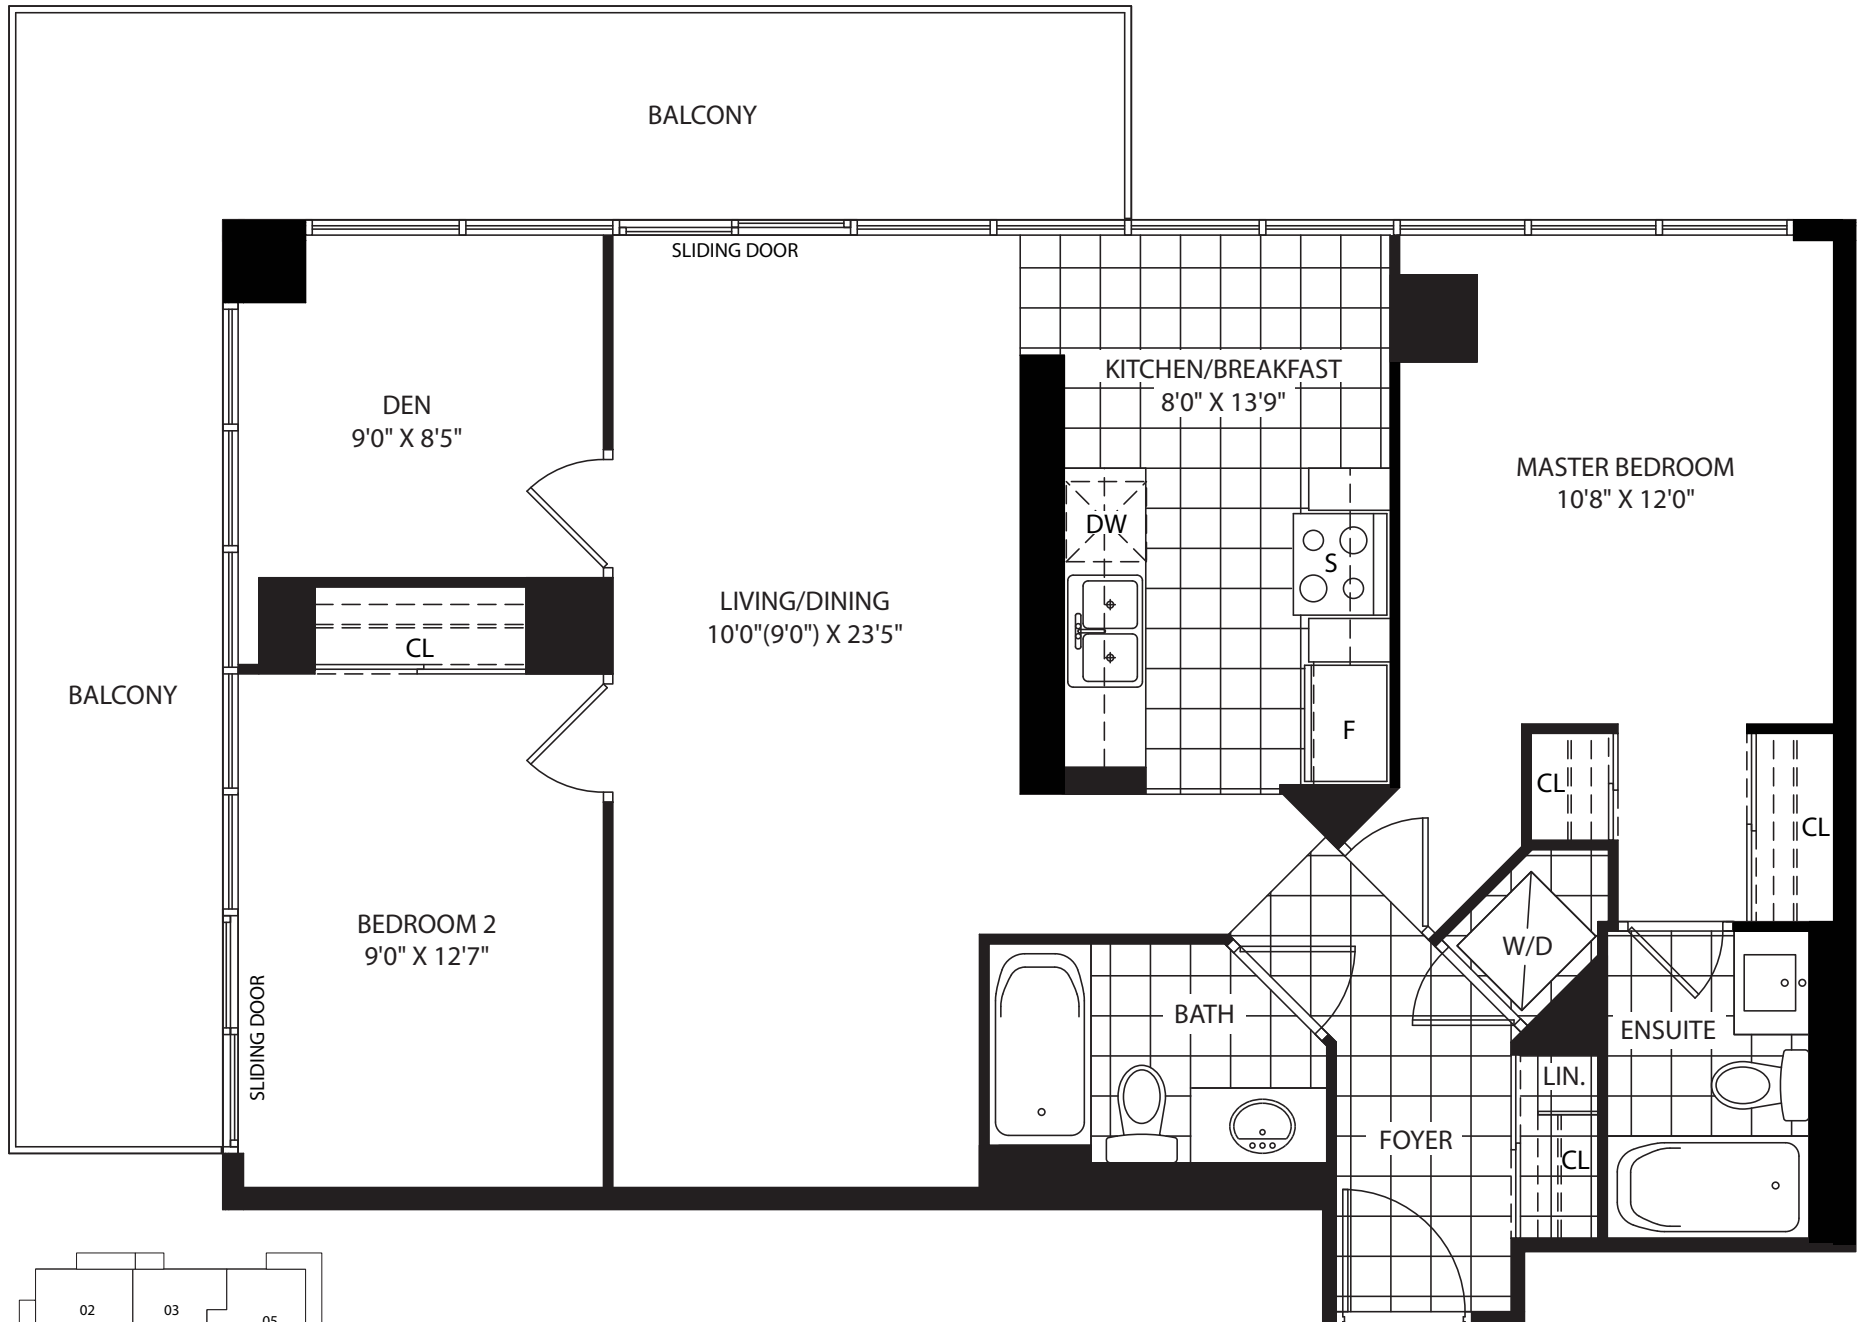 BALCONY
SLIDING DOOR
KITCHEN/BREAKFAST
8'0" X 13'9"
DEN
9'0" X 8'5"
MASTER BEDROOM
10'8" X 12'0"
DW
S
LIVING/DINING
10'0"(9'0") X 23'5"
CL
BALCONY
F
CL
CL
BEDROOM 2
9'0" X 12'7"
W/D
SLIDING DOOR
BATH
ENSUITE
LIN.
FOYER
CL
02
03
05